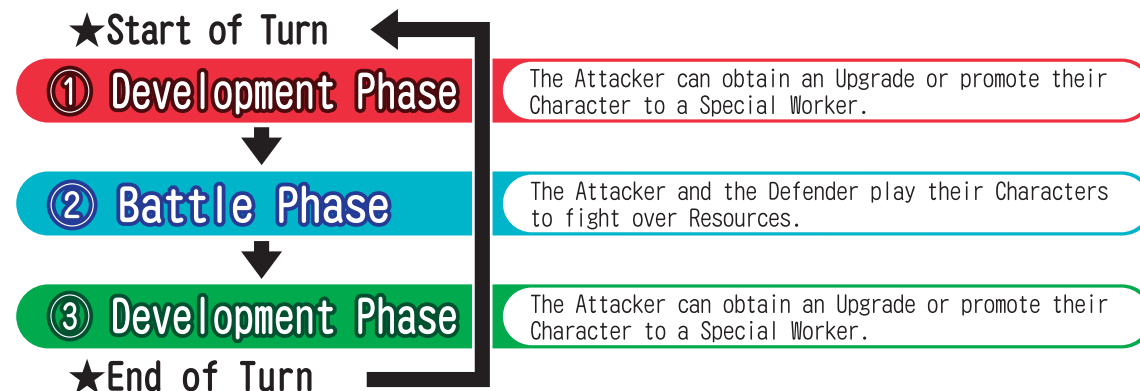 ★Start of Turn
① Development Phase
The Attacker can obtain an Upgrade or promote their
Character to a Special Worker.
② Battle Phase
The Attacker and the Defender play their Characters
to fight over Resources.
③ Development Phase
The Attacker can obtain an Upgrade or promote their
Character to a Special Worker.
★End of Turn